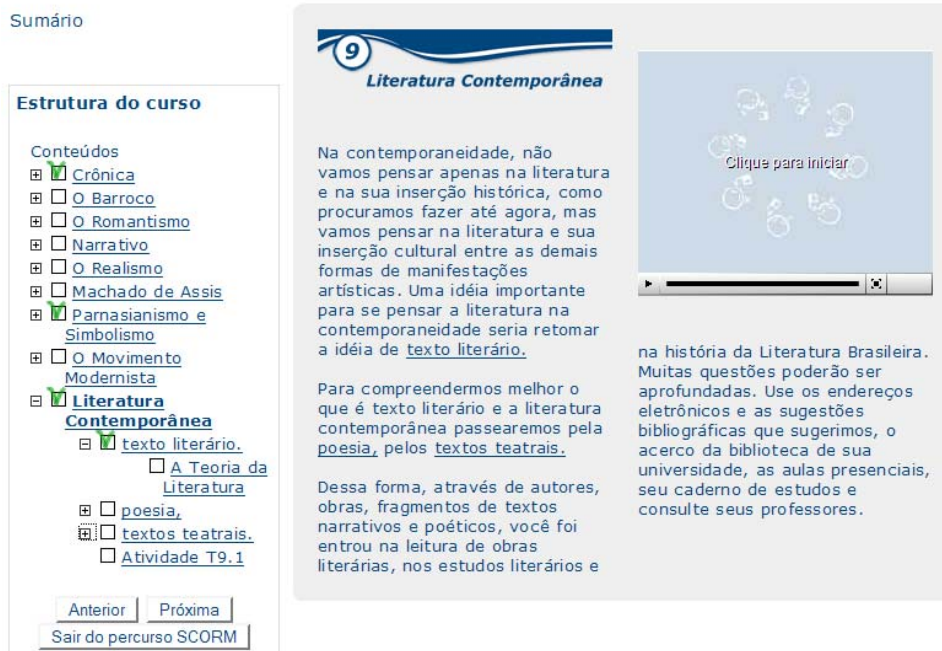 Sumário
Estrutura do curso
Conteúdos
Crônica
O Barroco
O Romantismo
Narrativo
O Realismo
Machado de Assis
Parnasianismo e
Simbolismo
O Movimento
Modernista
Literatura
Contemporânea
texto literário.
A Teoria da
Literatura
poesia,
textos teatrais.
Atividade T9.1
Anterior
Próxima
Sair do percurso SCORM
9
Literatura Contemporânea
Na contemporaneidade, não
vamos pensar apenas na literatura
e na sua inserção histórica, como
procuramos fazer até agora, mas
vamos pensar na literatura e sua
inserção cultural entre as demais
formas de manifestações
artísticas. Uma idéia importante
para se pensar a literatura na
contemporaneidade seria retomar
a idéia de texto literário.
Para compreendermos melhor o
que é texto literário e a literatura
contemporânea passearemos pela
poesia, pelos textos teatrais.
Dessa forma, através de autores,
obras, fragmentos de textos
narrativos e poéticos, você foi
entrou na leitura de obras
literárias, nos estudos literários e
Clique para iniciar
na história da Literatura Brasileira.
Muitas questões poderão ser
aprofundadas. Use os endereços
eletrônicos e as sugestões
bibliográficas que sugerimos, o
acervo da biblioteca de sua
universidade, as aulas presenciais,
seu caderno de estudos e
consulte seus professores.